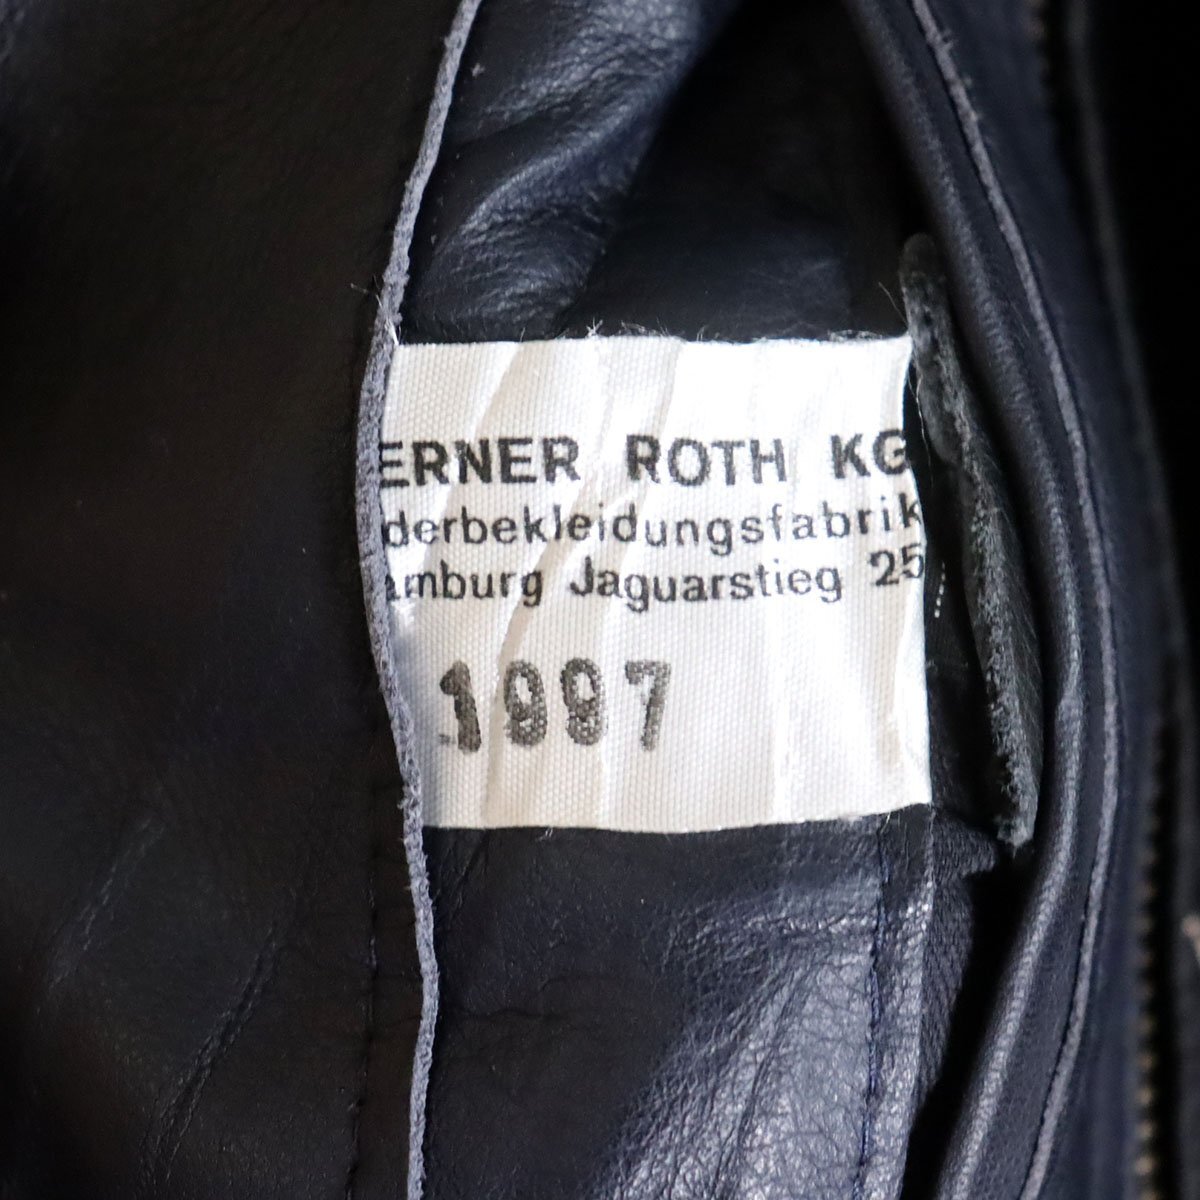 ERNER ROTH KG
derbekleidungsfabrik
amburg Jaguarstieg 25
1997